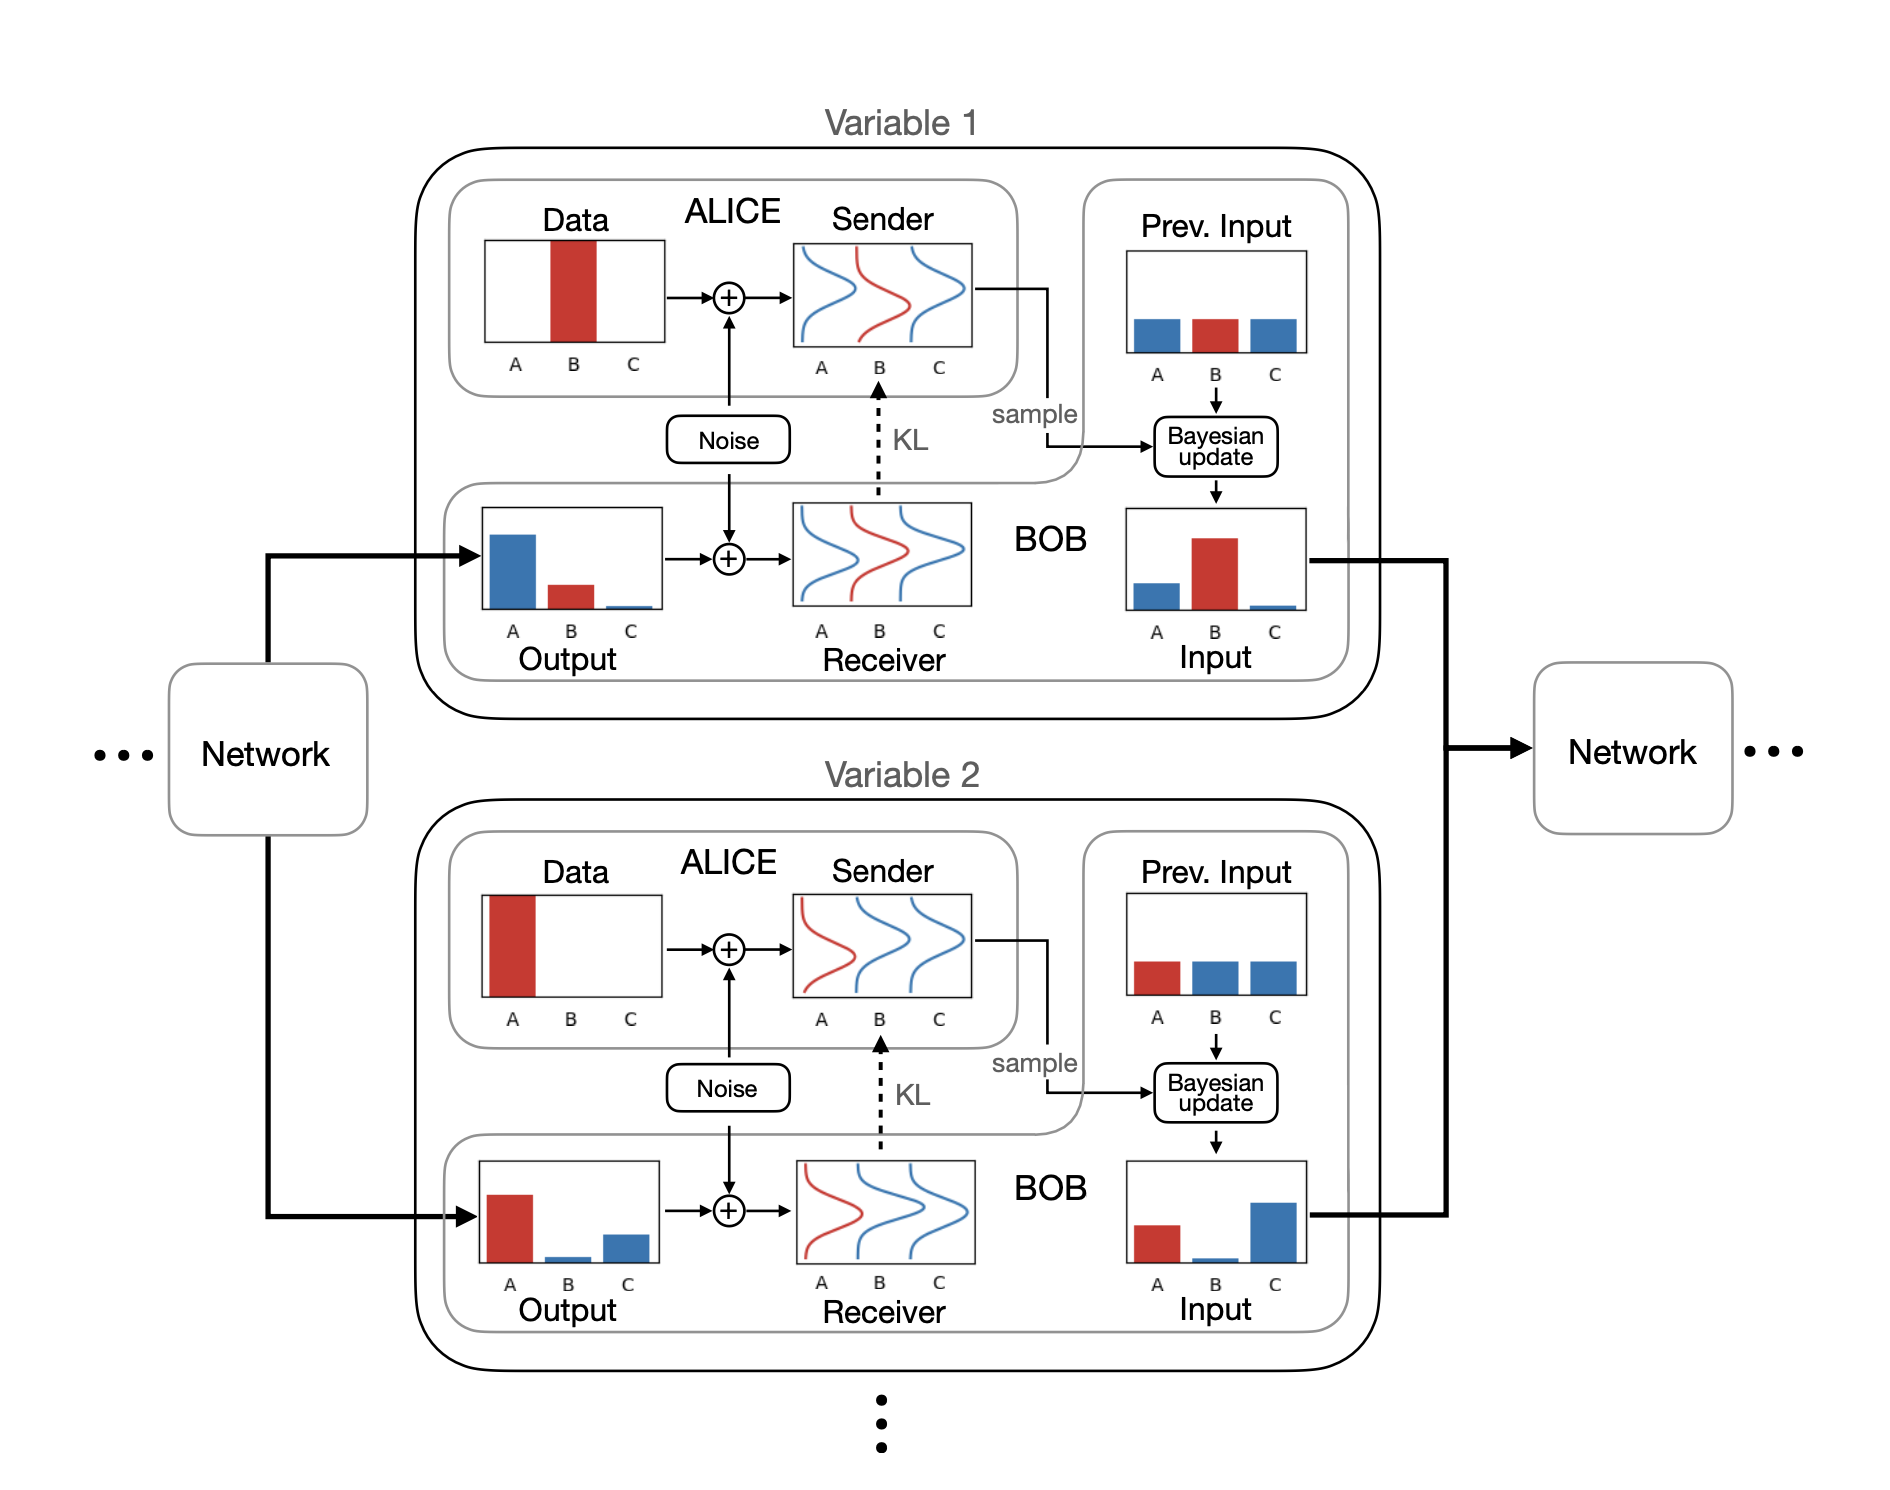 Variable 1
ALICE
Data
Sender
Prev. Input
A B C
A B C
A B C
sample
Noise
KL
Bayesian
update
BOB
A B C
A B C
A B C
Output
Receiver
Input
Network
Network
Variable 2
ALICE
Data
Sender
Prev. Input
A B C
A B C
A B C
sample
Noise
KL
Bayesian
update
BOB
A B C
A B C
A B C
Output
Receiver
Input